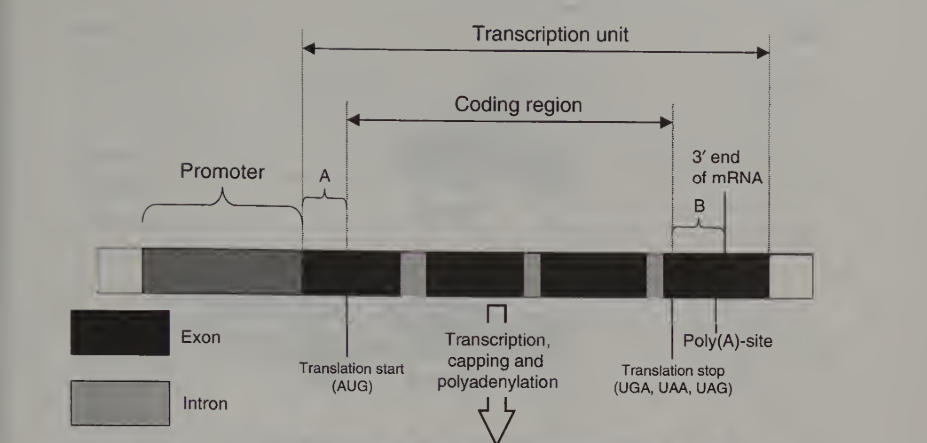 Transcription unit
Coding region
3′ end
of mRNA
Promoter
A
B
Exon
Intron
Translation start
(AUG)
Transcription,
capping and
polyadenylation
Translation stop
(UGA, UAA, UAG)
Poly(A)-site